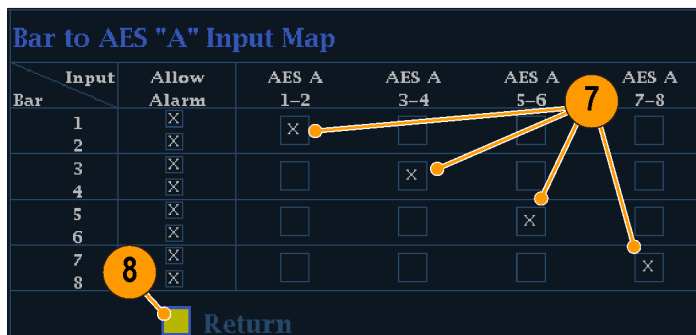 Bar to AES "A" Input Map
Input Allow AES A AES A AES A AES A
Bar Alarm 1–2 3–4 5–6 7–8
7
1 X X
2 X
3 X X
4 X
5 X X
6 X
7 X X
8 X
8
Return